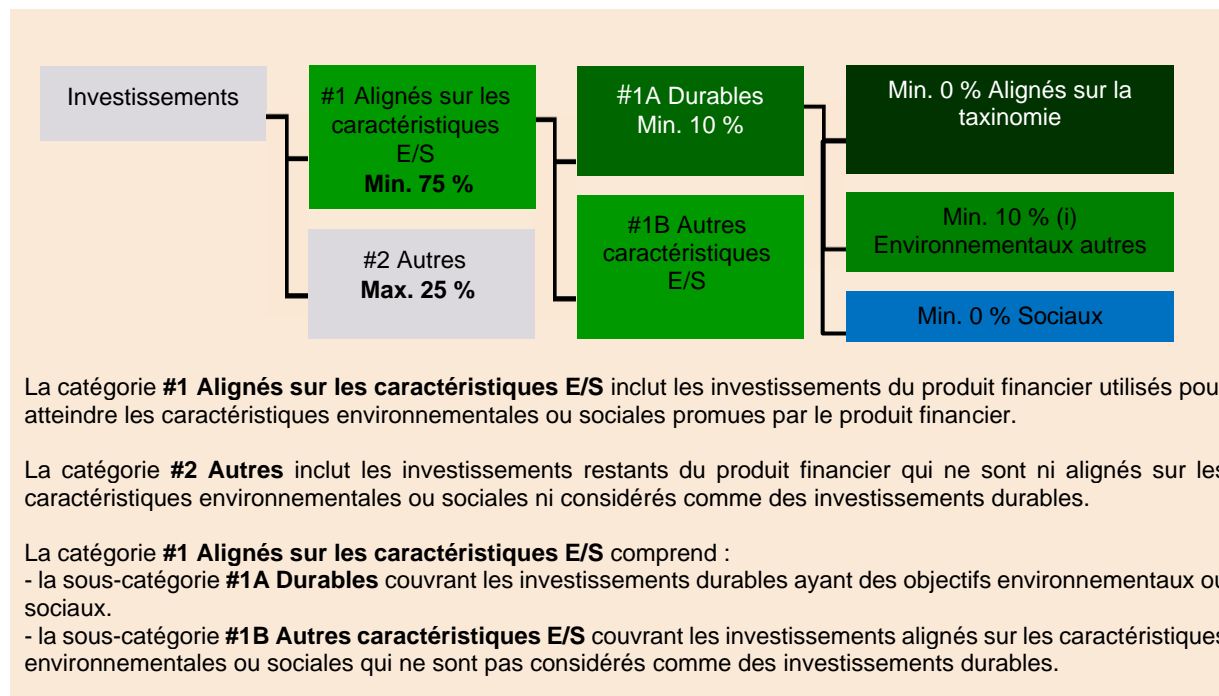 Investissements
#1 Alignés sur les
caractéristiques
E/S
Min. 75 %
#2 Autres
Max. 25 %
#1A Durables
Min. 10 %
#1B Autres
caractéristiques
E/S
Min. 0 % Alignés sur la
taxinomie
Min. 10 % (i)
Environnementaux autres
Min. 0 % Sociaux
La catégorie #1 Alignés sur les caractéristiques E/S inclut les investissements du produit financier utilisés pou
atteindre les caractéristiques environnementales ou sociales promues par le produit financier.
La catégorie #2 Autres inclut les investissements restants du produit financier qui ne sont ni alignés sur les
caractéristiques environnementales ou sociales ni considérés comme des investissements durables.
La catégorie #1 Alignés sur les caractéristiques E/S comprend :
- la sous-catégorie #1A Durables couvrant les investissements durables ayant des objectifs environnementaux ou
sociaux.
- la sous-catégorie #1B Autres caractéristiques E/S couvrant les investissements alignés sur les caractéristiques
environnementales ou sociales qui ne sont pas considérés comme des investissements durables.